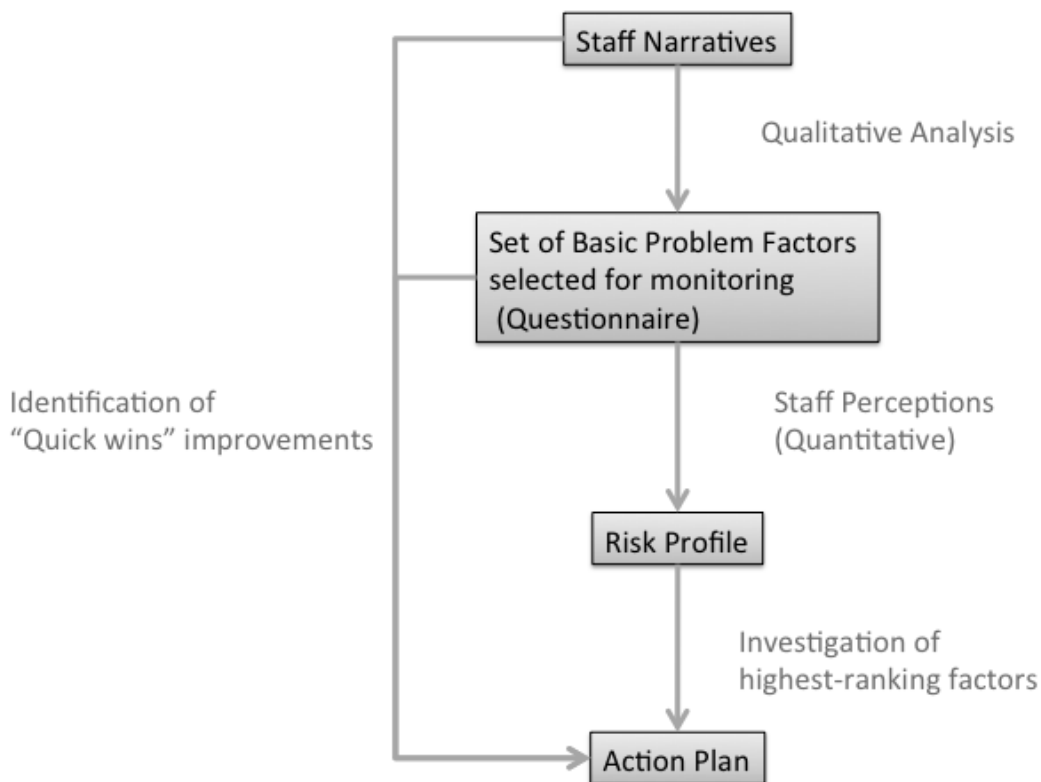 Staff Narratives
Qualitative Analysis
Set of Basic Problem Factors
selected for monitoring
(Questionnaire)
Identification of
“Quick wins” improvements
Staff Perceptions
(Quantitative)
Risk Profile
Investigation of
highest-ranking factors
Action Plan